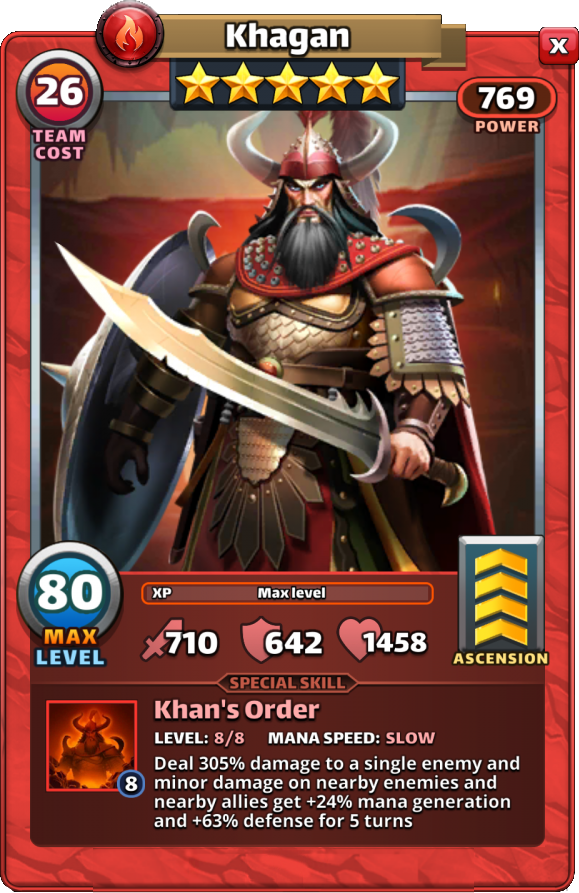 Khagan
X
26
TEAM
COST
769
POWER
80
MAX
LEVEL
XP Max level
710 642 1458
ASCENSION
SPECIAL SKILL
Khan's Order
LEVEL: 8/8 MANA SPEED: SLOW
8
Deal 305% damage to a single enemy and
minor damage on nearby enemies and
nearby allies get +24% mana generation
and +63% defense for 5 turns